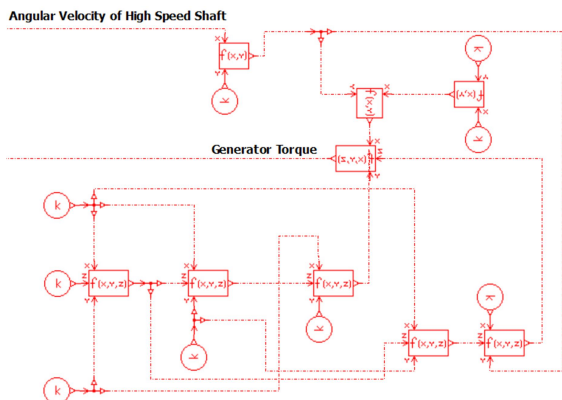 Angular Velocity of High Speed Shaft
X
f(X,Y)
Y
k
k
Y
f(X,Y)
X
k
Y
X
f(X,Y)
Generator Torque
X
Z
f(X,Y,Z)
Y
k
X
Z
f(X,Y,Z)
Y
X
Z
f(X,Y,Z)
Y
X
Z
f(X,Y,Z)
Y
k
k
k
k
X
Z
f(X,Y,Z)
Y
k
X
Z
f(X,Y,Z)
Y
k